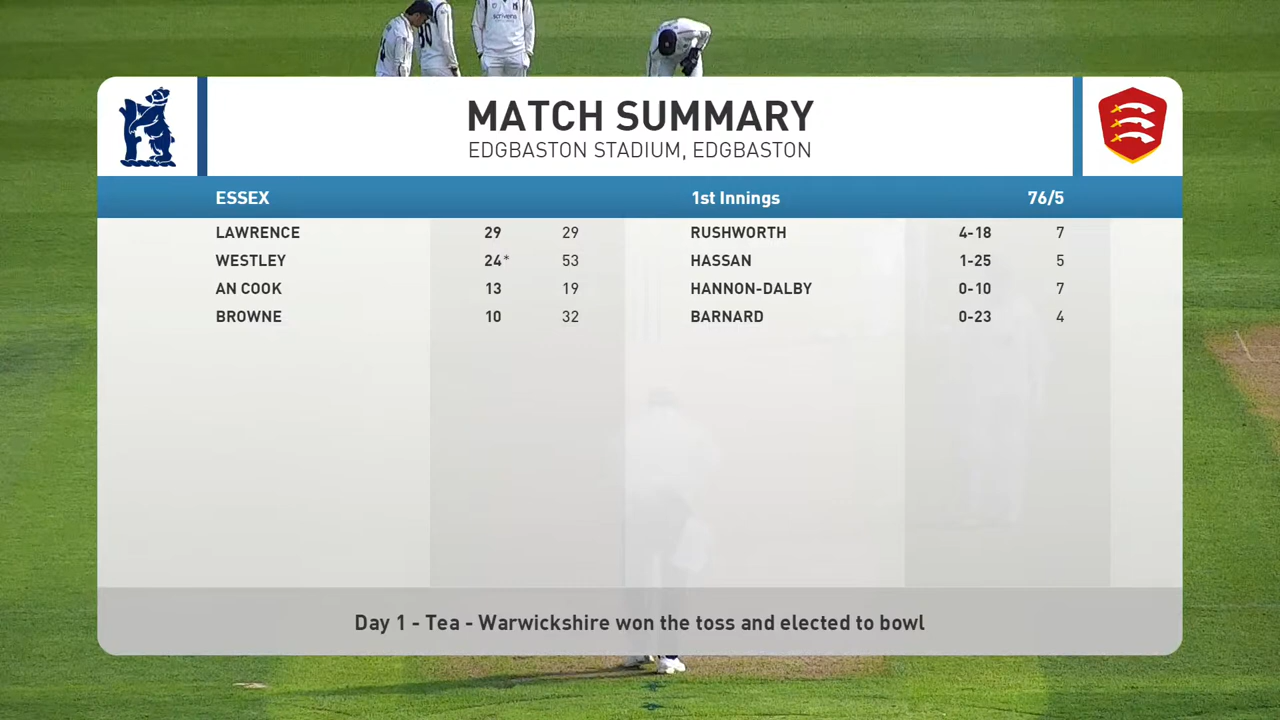 MATCH SUMMARY
EDGBASTON STADIUM, EDGBASTON
ESSEX 1st Innings 76/5
LAWRENCE 29 29 RUSHWORTH 4-18 7
WESTLEY 24* 53 HASSAN 1-25 5
AN COOK 13 19 HANNON-DALBY 0-10 7
BROWNE 10 32 BARNARD 0-23 4
Day 1 - Tea - Warwickshire won the toss and elected to bowl